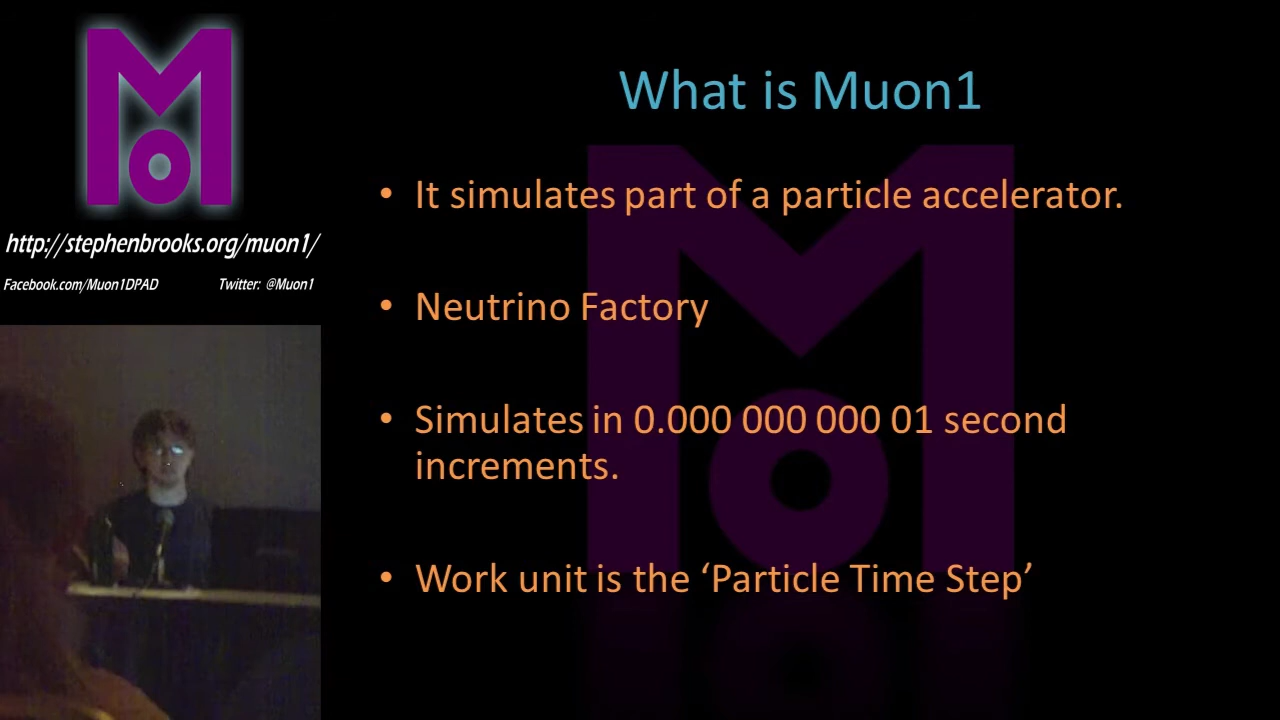 Mo
http://stephenbrooks.org/muon1/
Facebook.com/Muon1DPAD Twitter: @Muon1
What is Muon1
• It simulates part of a particle accelerator.
• Neutrino Factory
• Simulates in 0.000 000 000 01 second
increments.
• Work unit is the ‘Particle Time Step’